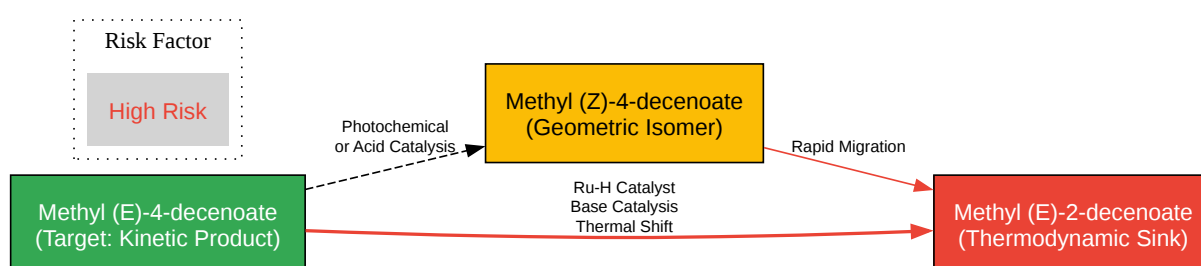 Risk Factor
High Risk
Methyl (Z)-4-decenoate
(Geometric Isomer)
Photochemical
or Acid Catalysis
Rapid Migration
Ru-H Catalyst
Base Catalysis
Thermal Shift
Methyl (E)-4-decenoate
(Target: Kinetic Product)
Methyl (E)-2-decenoate
(Thermodynamic Sink)